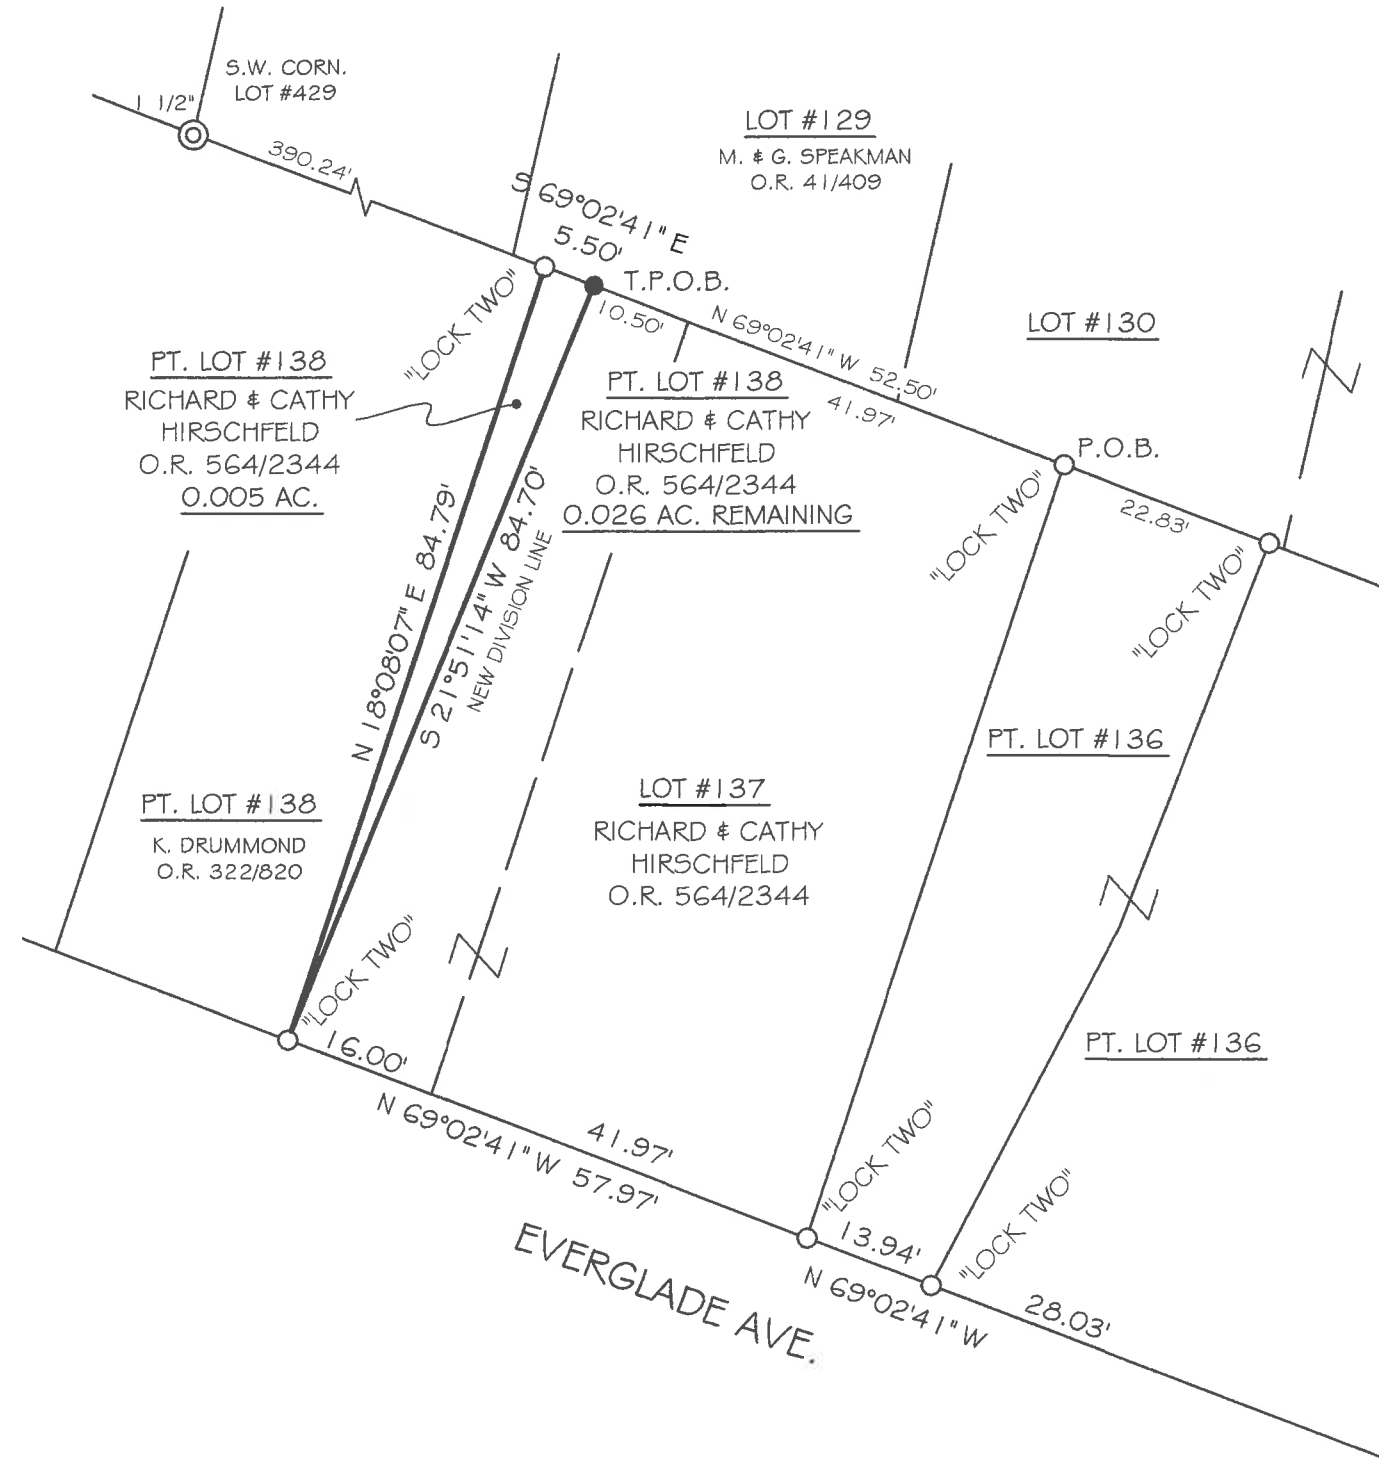 S.W. CORN.
LOT #429
1 1/2"
390.24'
LOT #129
M. & G. SPEAKMAN
O.R. 41/409
S 69°02'41" E
5.50'
T.P.O.B.
10.50'
N 69°02'41" W 52.50'
41.97'
LOT #130
"LOCK TWO"
PT. LOT #138
RICHARD & CATHY
HIRSCHFELD
O.R. 564/2344
0.005 AC.
PT. LOT #138
RICHARD & CATHY
HIRSCHFELD
O.R. 564/2344
0.026 AC. REMAINING
P.O.B.
"LOCK TWO"
22.83'
"LOCK TWO"
N 18°08'07" E 84.79'
S 21°51'14" W 84.70'
NEW DIVISION LINE
PT. LOT #136
PT. LOT #138
K. DRUMMOND
O.R. 322/820
LOT #137
RICHARD & CATHY
HIRSCHFELD
O.R. 564/2344
"LOCK TWO"
16.00'
PT. LOT #136
N 69°02'41" W 57.97'
41.97'
"LOCK TWO"
13.94'
"LOCK TWO"
N 69°02'41" W
28.03'
EVERGLADE AVE.